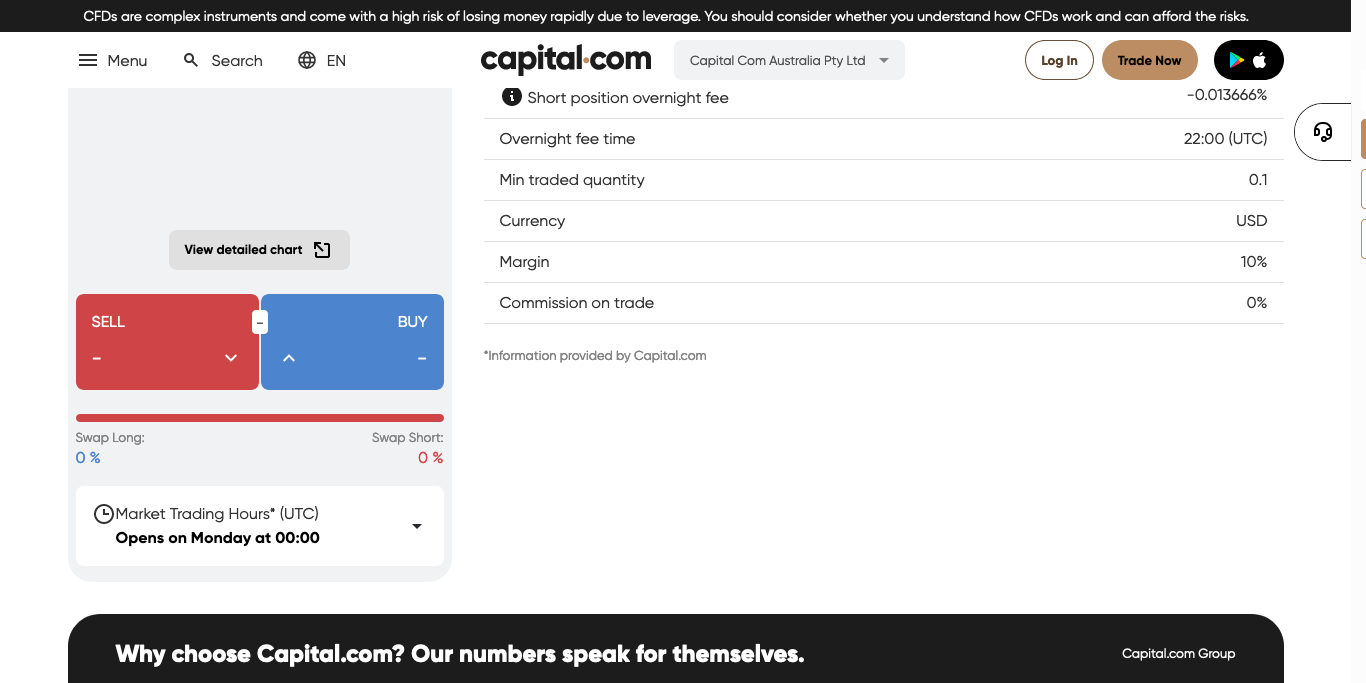 CFDs are complex instruments and come with a high risk of losing money rapidly due to leverage. You should consider whether you understand how CFDs work and can afford the risks.
Menu
Search
EN
capital.com
Capital Com Australia Pty Ltd
Log In
Trade Now
Short position overnight fee
-0.013666%
Overnight fee time
22:00 (UTC)
Min traded quantity
0.1
Currency
USD
Margin
10%
Commission on trade
0%
*Information provided by Capital.com
View detailed chart
SELL
-
-
BUY
-
Swap Long:
0 %
Swap Short:
0 %
Market Trading Hours* (UTC)
Opens on Monday at 00:00
Why choose Capital.com? Our numbers speak for themselves.
Capital.com Group